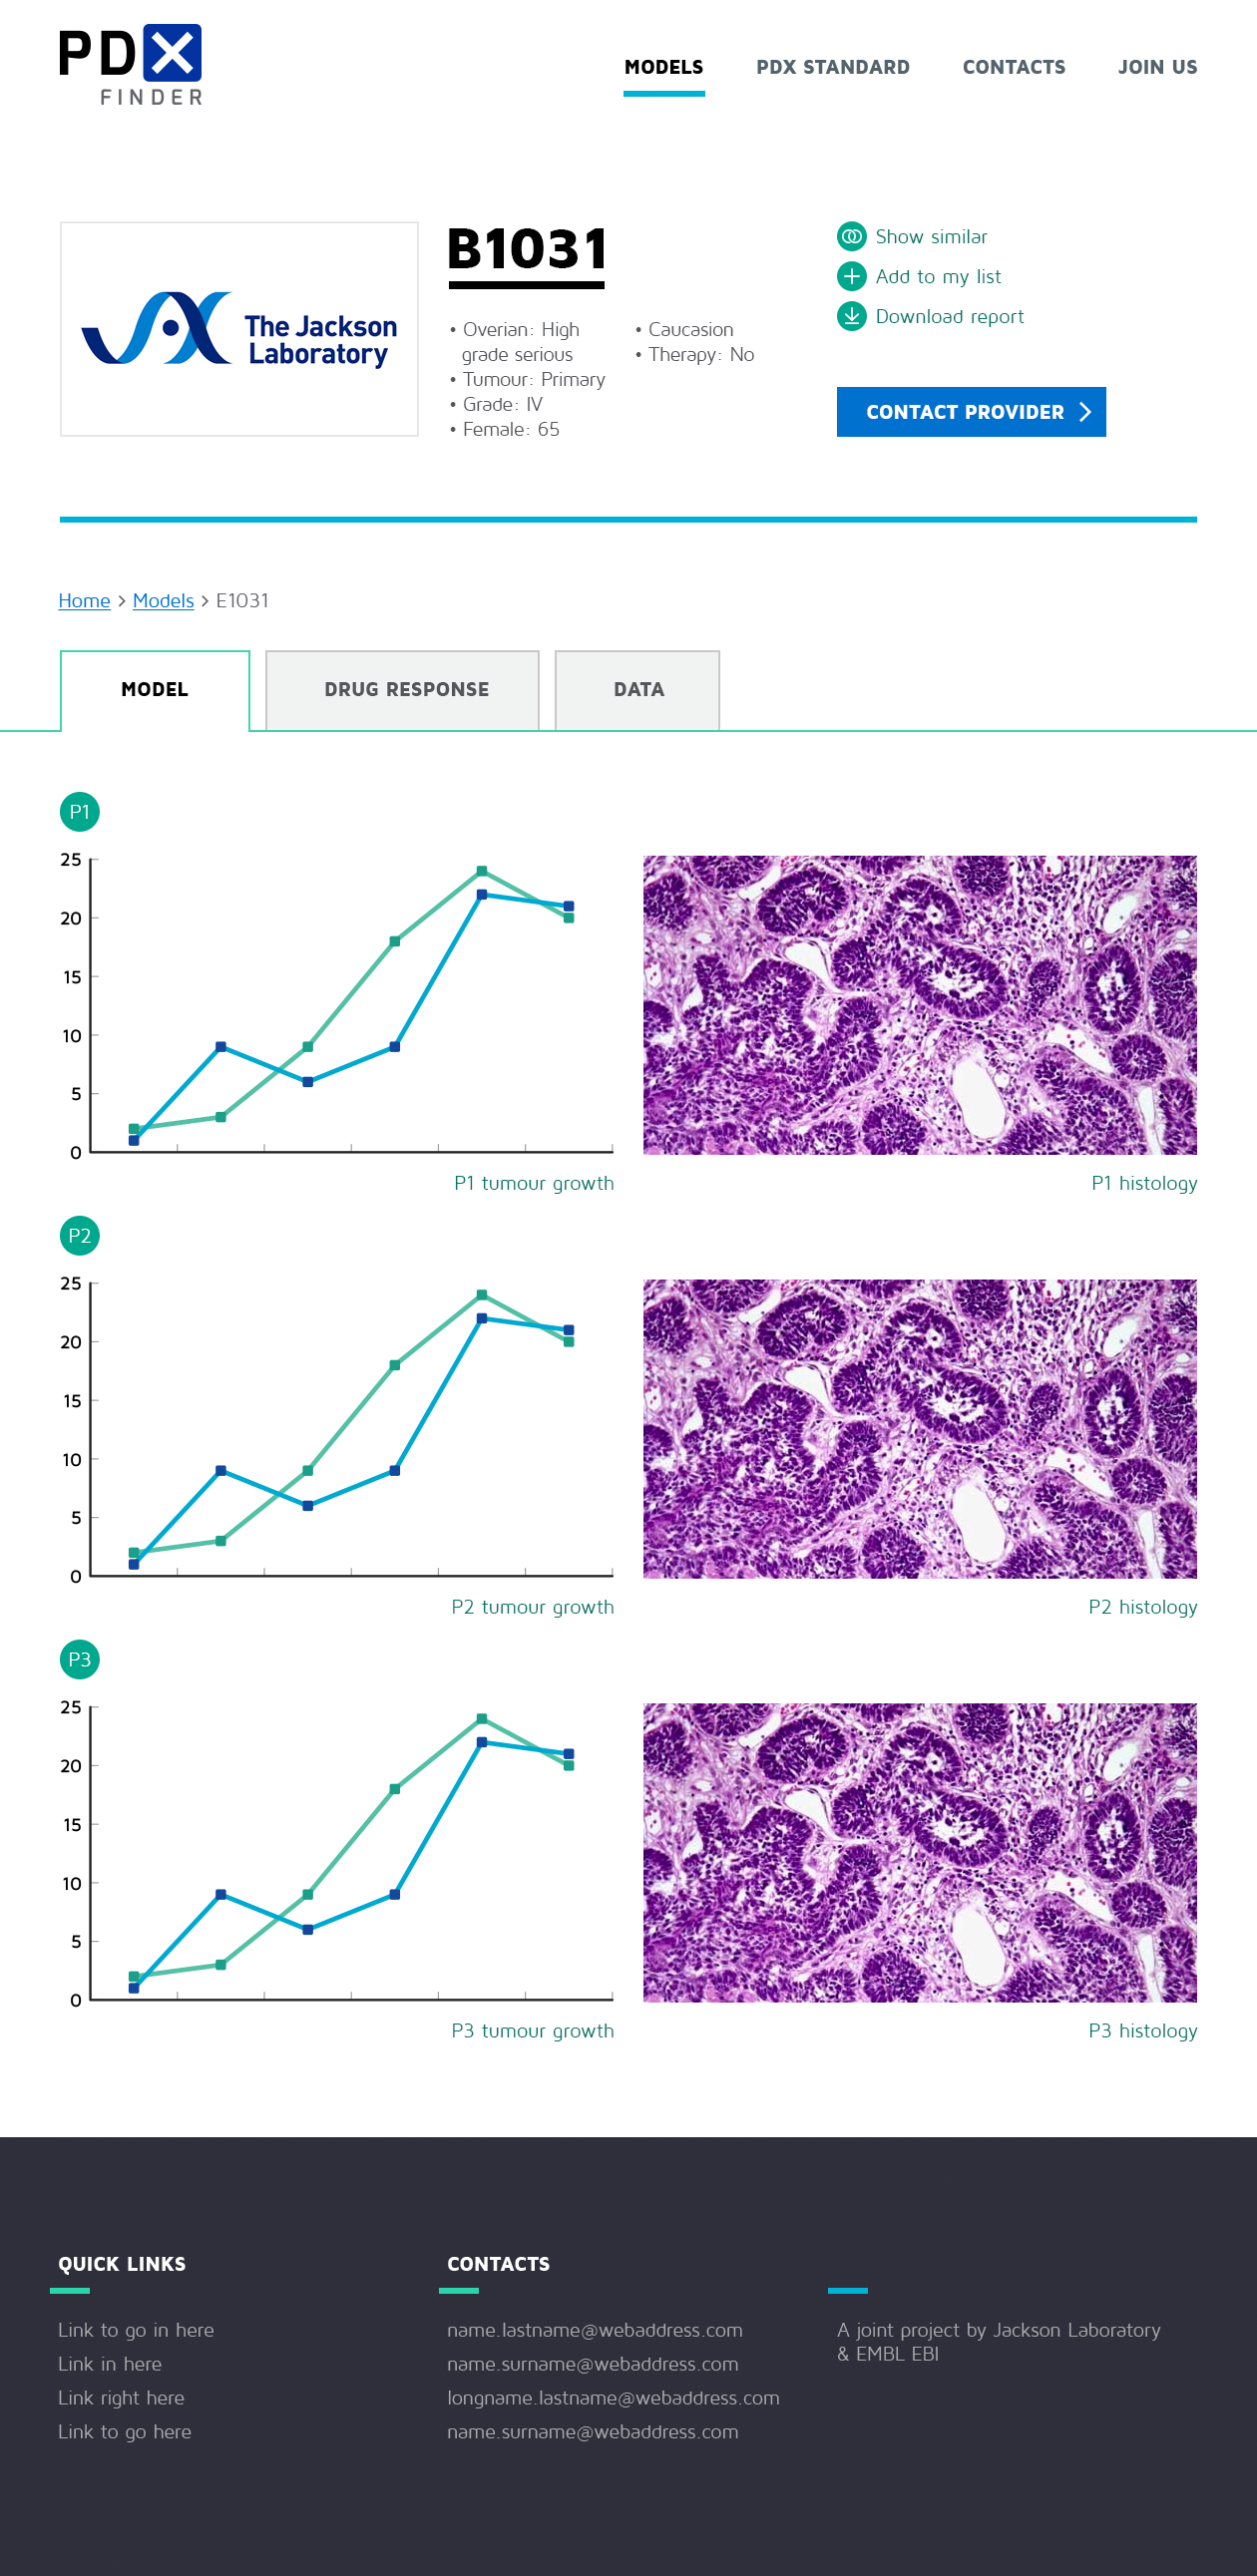 PDX
FINDER
MODELS
PDX STANDARD
CONTACTS
JOIN US
The Jackson
Laboratory
B1031
• Overian: High
grade serious
• Tumour: Primary
• Grade: IV
• Female: 65
• Caucasion
• Therapy: No
Show similar
Add to my list
Download report
CONTACT PROVIDER
Home > Models > E1031
MODEL
DRUG RESPONSE
DATA
P1
25
20
15
10
5
0
P1 tumour growth
P1 histology
P2
25
20
15
10
5
0
P2 tumour growth
P2 histology
P3
25
20
15
10
5
0
P3 tumour growth
P3 histology
QUICK LINKS
Link to go in here
Link in here
Link right here
Link to go here
CONTACTS
name.lastname@webaddress.com
name.surname@webaddress.com
longname.lastname@webaddress.com
name.surname@webaddress.com
A joint project by Jackson Laboratory
& EMBL EBI